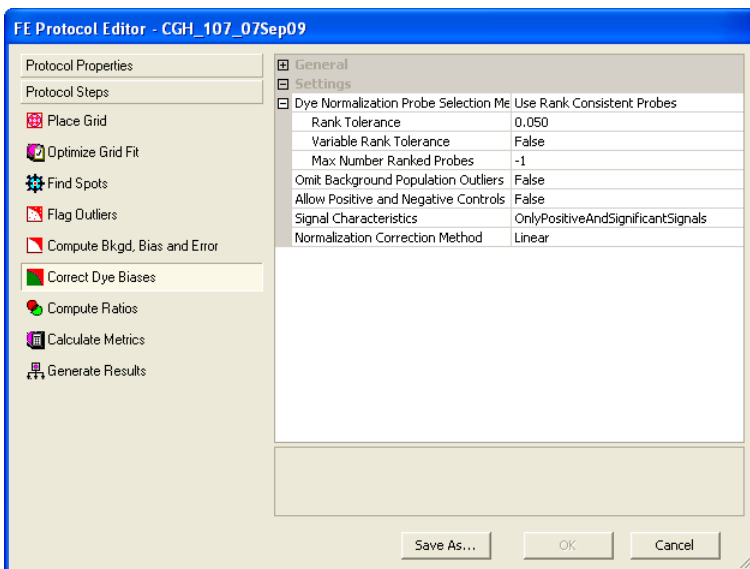 FE Protocol Editor - CGH_107_07Sep09
Protocol Properties
Protocol Steps
Place Grid
Optimize Grid Fit
Find Spots
Flag Outliers
Compute Bkgd, Bias and Error
Correct Dye Biases
Compute Ratios
Calculate Metrics
Generate Results
General
Settings
Dye Normalization Probe Selection Me Use Rank Consistent Probes
Rank Tolerance 0.050
Variable Rank Tolerance False
Max Number Ranked Probes -1
Omit Background Population Outliers False
Allow Positive and Negative Controls False
Signal Characteristics OnlyPositiveAndSignificantSignals
Normalization Correction Method Linear
Save As... OK Cancel